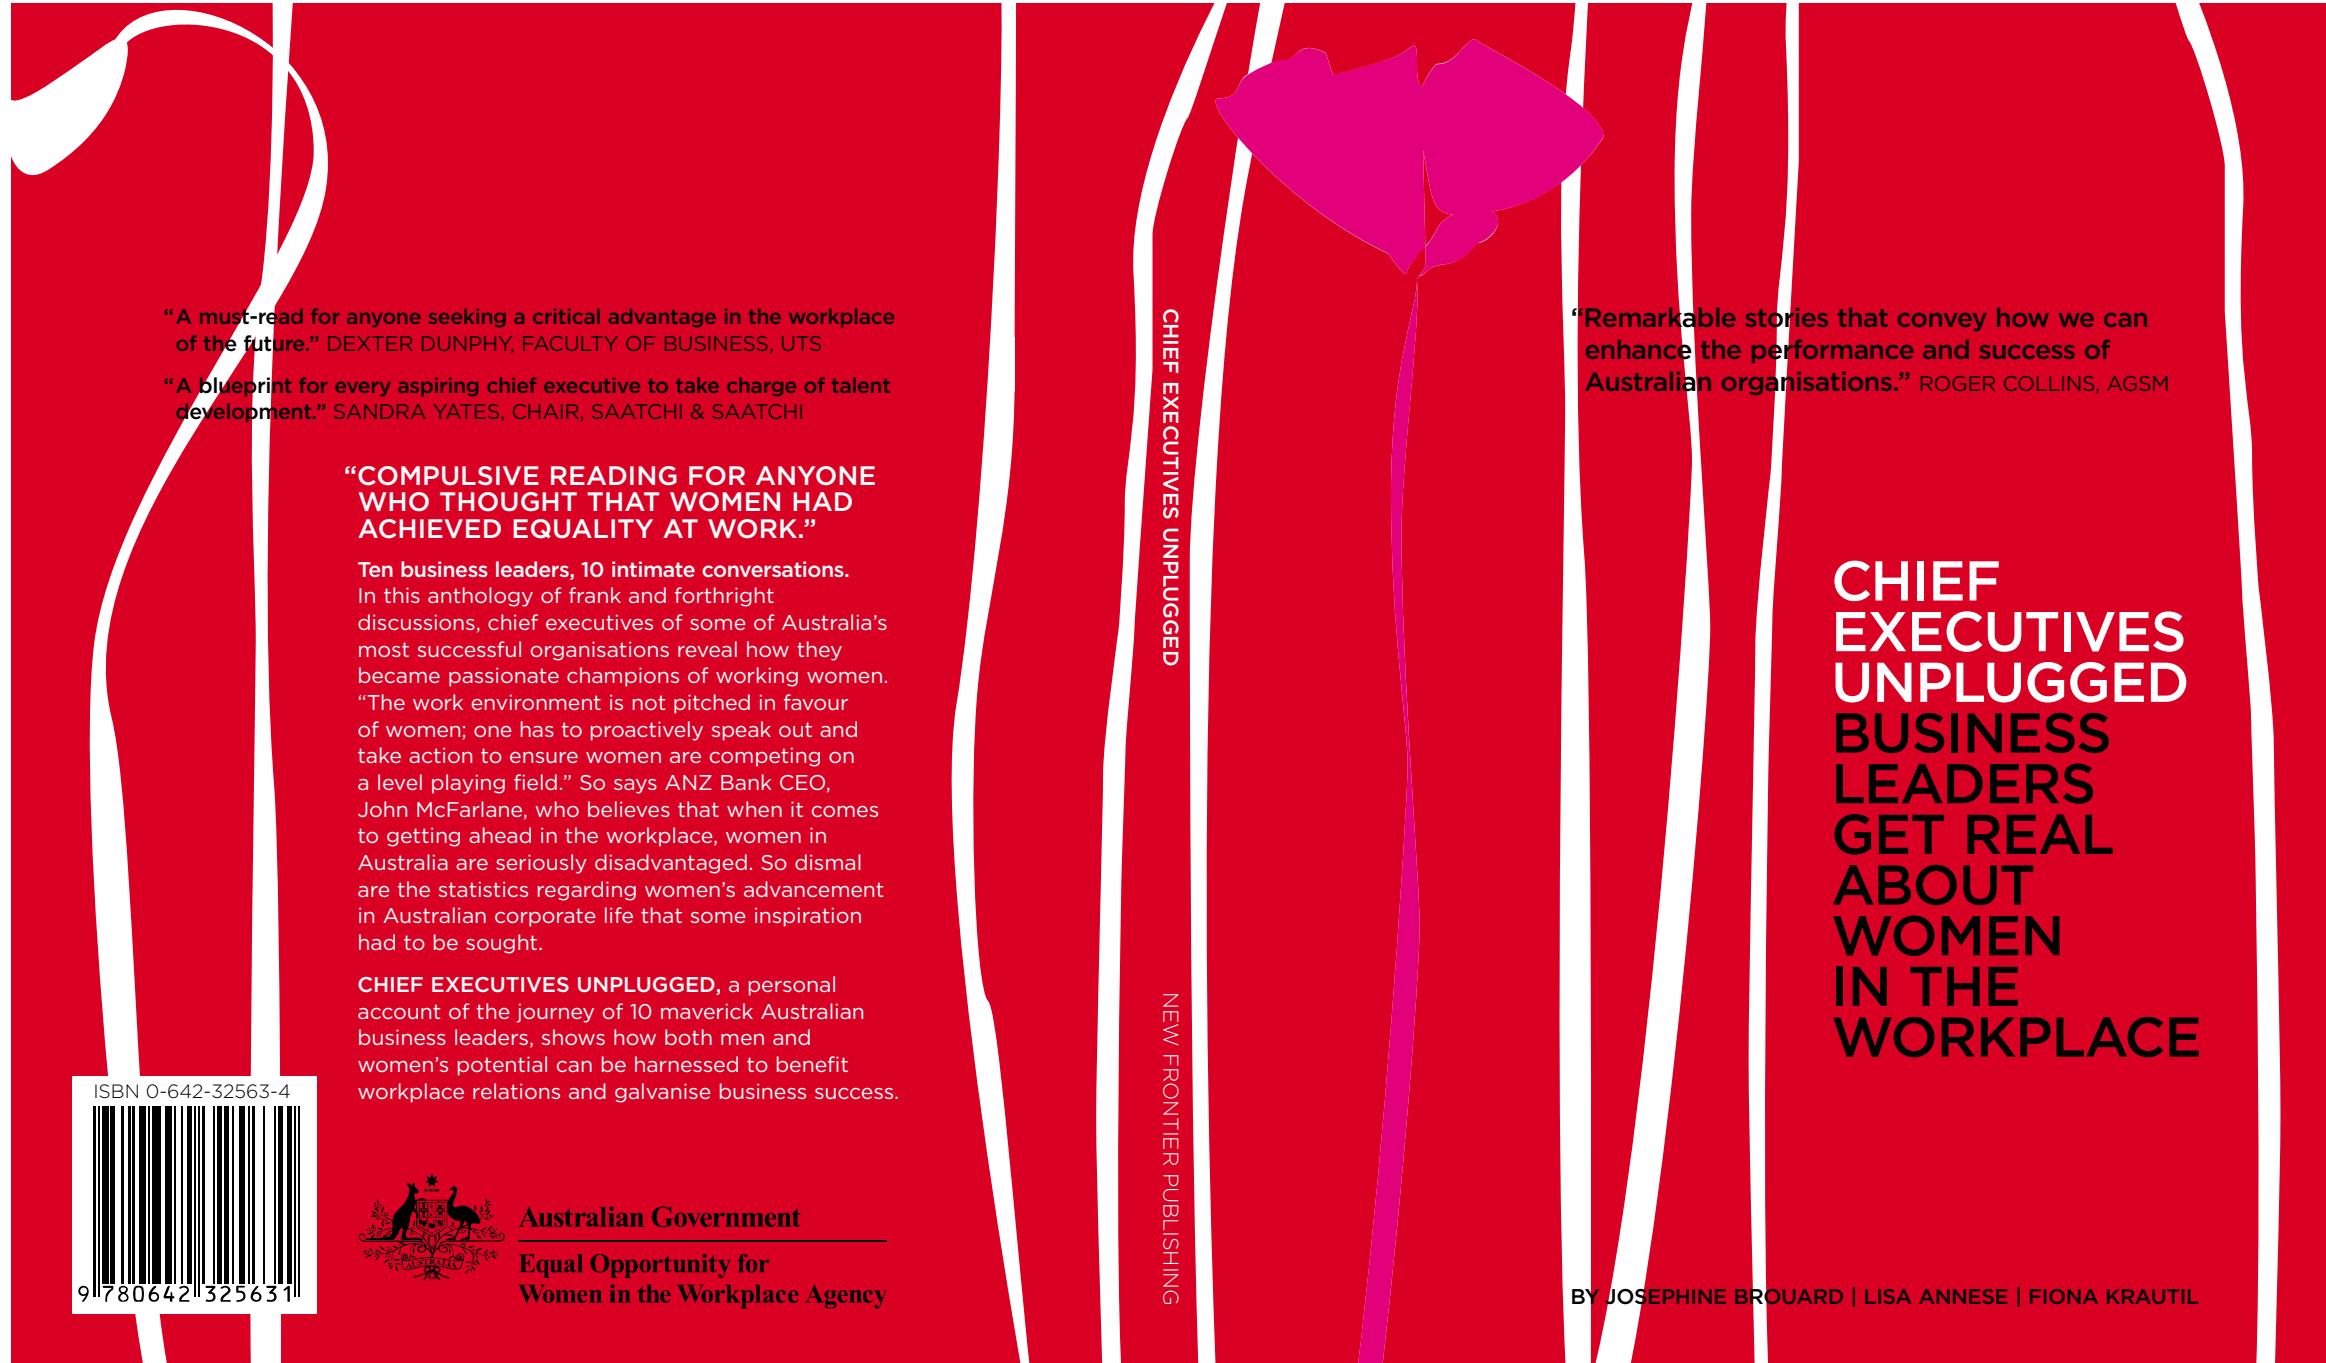 “A must-read for anyone seeking a critical advantage in the workplace
of the future.” DEXTER DUNPHY, FACULTY OF BUSINESS, UTS
“A blueprint for every aspiring chief executive to take charge of talent
development.” SANDRA YATES, CHAIR, SAATCHI & SAATCHI
“COMPULSIVE READING FOR ANYONE
WHO THOUGHT THAT WOMEN HAD
ACHIEVED EQUALITY AT WORK.”
Ten business leaders, 10 intimate conversations.
In this anthology of frank and forthright
discussions, chief executives of some of Australia’s
most successful organisations reveal how they
became passionate champions of working women.
“The work environment is not pitched in favour
of women; one has to proactively speak out and
take action to ensure women are competing on
a level playing field.” So says ANZ Bank CEO,
John McFarlane, who believes that when it comes
to getting ahead in the workplace, women in
Australia are seriously disadvantaged. So dismal
are the statistics regarding women’s advancement
in Australian corporate life that some inspiration
had to be sought.
CHIEF EXECUTIVES UNPLUGGED, a personal
account of the journey of 10 maverick Australian
business leaders, shows how both men and
women’s potential can be harnessed to benefit
workplace relations and galvanise business success.
ISBN 0-642-32563-4
9 780642 325631
AUSTRALIA
Australian Government
Equal Opportunity for
Women in the Workplace Agency
CHIEF EXECUTIVES UNPLUGGED
NEW FRONTIER PUBLISHING
“Remarkable stories that convey how we can
enhance the performance and success of
Australian organisations.” ROGER COLLINS, AGSM
CHIEF
EXECUTIVES
UNPLUGGED
BUSINESS
LEADERS
GET REAL
ABOUT
WOMEN
IN THE
WORKPLACE
BY JOSEPHINE BROUARD | LISA ANNESE | FIONA KRAUTIL